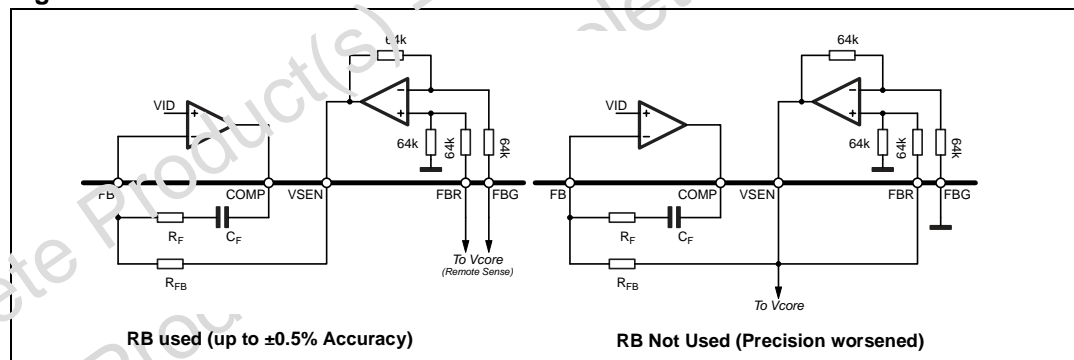 64k
VID
64k
64k
64k
FB
COMP
VSEN
FBR
FBG
RF
CF
RFB
To Vcore
(Remote Sense)
RB used (up to ±0.5% Accuracy)
64k
VID
64k
64k
64k
FB
COMP
VSEN
FBR
FBG
RF
CF
RFB
To Vcore
RB Not Used (Precision worsened)
Product(s)